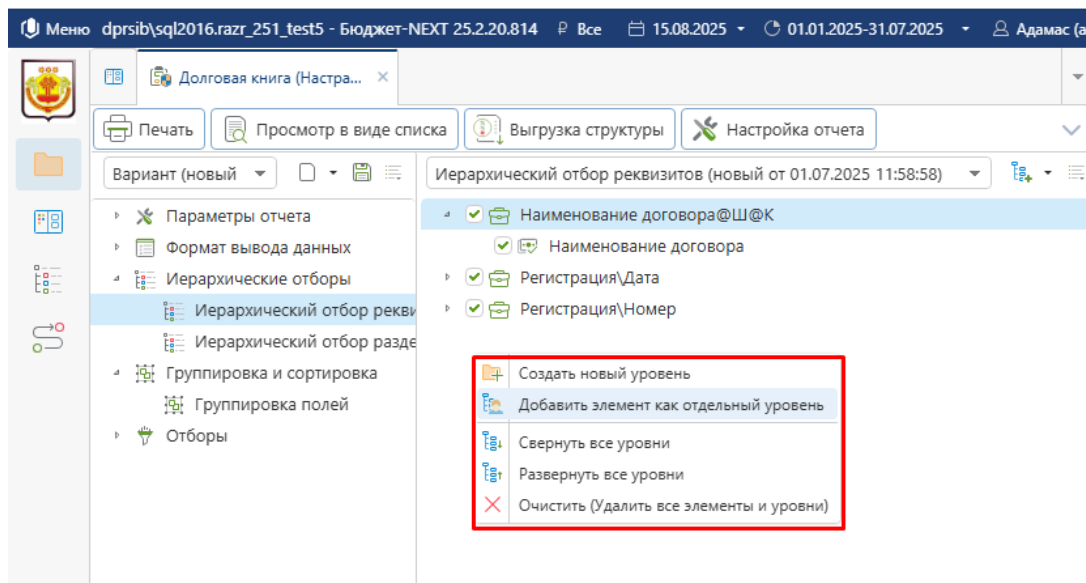 Меню dprsib\sql2016.razr_251_test5 - Бюджет-NEXT 25.2.20.814 ₽ Все 15.08.2025 01.01.2025-31.07.2025 Адамас (а
Долговая книга (Настра...
Печать Просмотр в виде списка Выгрузка структуры Настройка отчета
Вариант (новый Иерархический отбор реквизитов (новый от 01.07.2025 11:58:58)
Параметры отчета
Формат вывода данных
Иерархические отборы
Иерархический отбор рекви
Иерархический отбор разде
Группировка и сортировка
Группировка полей
Отборы
Наименование договора@Ш@К
Наименование договора
Регистрация\Дата
Регистрация\Номер
Создать новый уровень
Добавить элемент как отдельный уровень
Свернуть все уровни
Развернуть все уровни
Очистить (Удалить все элементы и уровни)